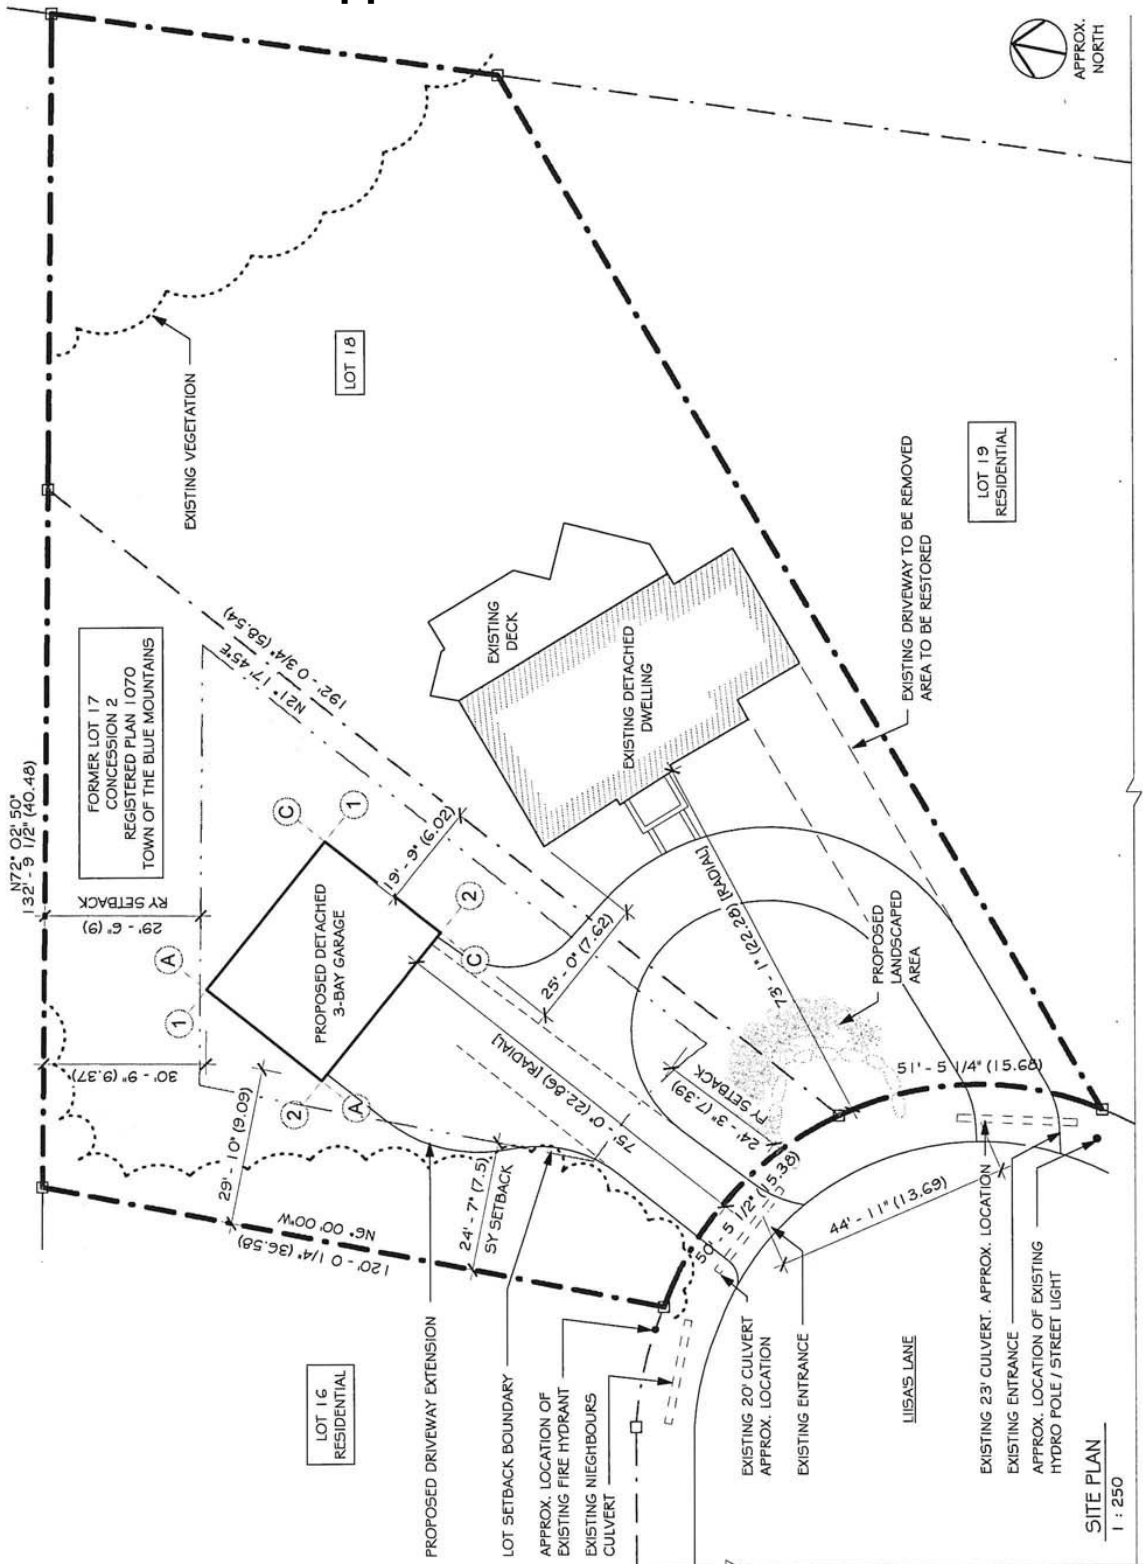 APPROX.
NORTH
N72° 02' 50"
132' - 9 1/2" (40.48)
FORMER LOT 17
CONCESSION 2
REGISTERED PLAN 1070
TOWN OF THE BLUE MOUNTAINS
EXISTING VEGETATION
LOT 18
29' - 6" (9)
RY SETBACK
30' - 9" (9.37)
N21° 17' 45"E
192' - 0 3/4" (58.54)
A
1
C
1
2
A
2
C
PROPOSED DETACHED
3-BAY GARAGE
19' - 9" (6.02)
EXISTING
DECK
EXISTING DETACHED
DWELLING
29' - 10" (9.09)
N6° 00' 00"W
120' - 0 1/4" (36.58)
24' - 7" (7.5)
SY SETBACK
75' - 0" (22.86) [RADIAL]
25' - 0" (7.62)
73' - 1" (22.28) [RADIAL]
24' - 3" (7.39)
FY SETBACK
PROPOSED
LANDSCAPED
AREA
50' - 5 1/2" (15.38)
51' - 5 1/4" (15.68)
44' - 11" (13.69)
EXISTING DRIVEWAY TO BE REMOVED
AREA TO BE RESTORED
LOT 19
RESIDENTIAL
LOT 16
RESIDENTIAL
PROPOSED DRIVEWAY EXTENSION
LOT SETBACK BOUNDARY
APPROX. LOCATION OF
EXISTING FIRE HYDRANT
EXISTING NIEGHBOURS
CULVERT
EXISTING 20' CULVERT
APPROX. LOCATION
EXISTING ENTRANCE
LIISA'S LANE
EXISTING 23' CULVERT. APPROX. LOCATION
EXISTING ENTRANCE
APPROX. LOCATION OF EXISTING
HYDRO POLE / STREET LIGHT
SITE PLAN
1 : 250